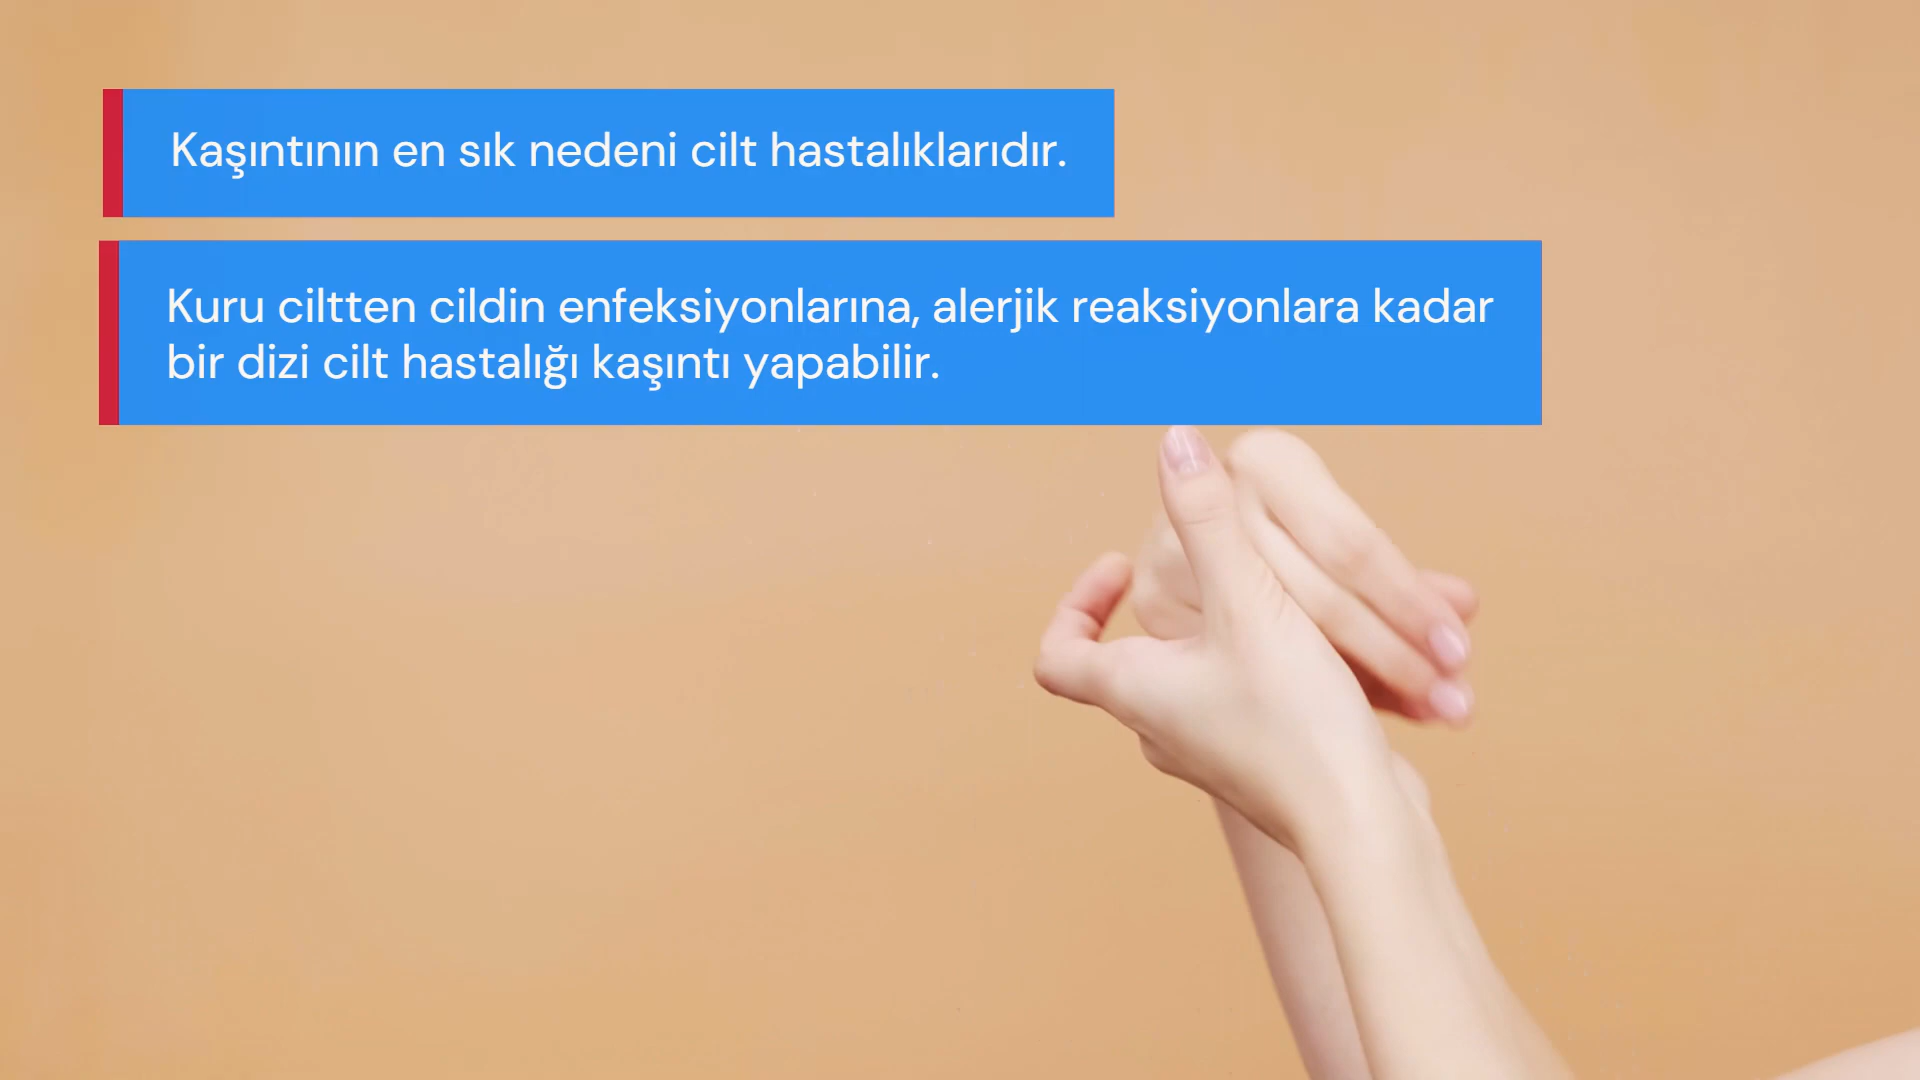 Kaşıntının en sık nedeni cilt hastalıklarıdır.
Kuru ciltten cildin enfeksiyonlarına, alerjik reaksiyonlara kadar
bir dizi cilt hastalığı kaşıntı yapabilir.